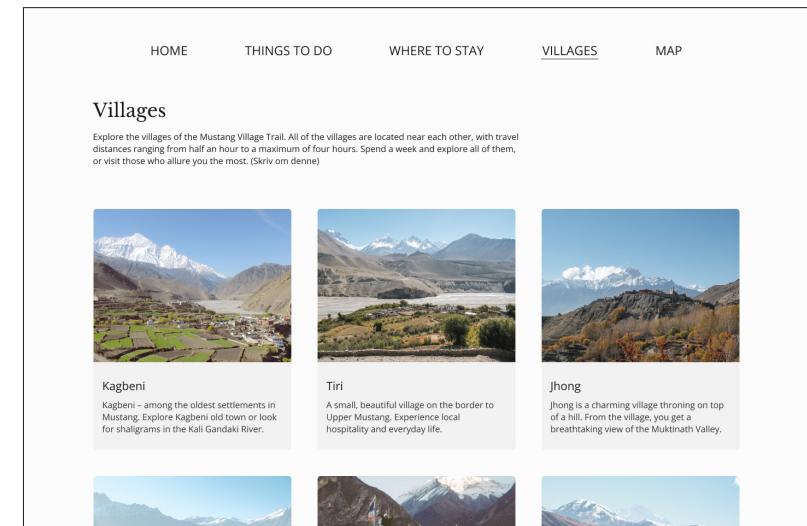 HOME THINGS TO DO WHERE TO STAY VILLAGES MAP
Villages
Explore the villages of the Mustang Village Trail. All of the villages are located near each other, with travel
distances ranging from half an hour to a maximum of four hours. Spend a week and explore all of them,
or visit those who allure you the most. (Skriv om denne)
Kagbeni
Kagbeni – among the oldest settlements in
Mustang. Explore Kagbeni old town or look
for shaligrams in the Kali Gandaki River.
Tiri
A small, beautiful village on the border to
Upper Mustang. Experience local
hospitality and everyday life.
Jhong
Jhong is a charming village throning on top
of a hill. From the village, you get a
breathtaking view of the Muktinath Valley.